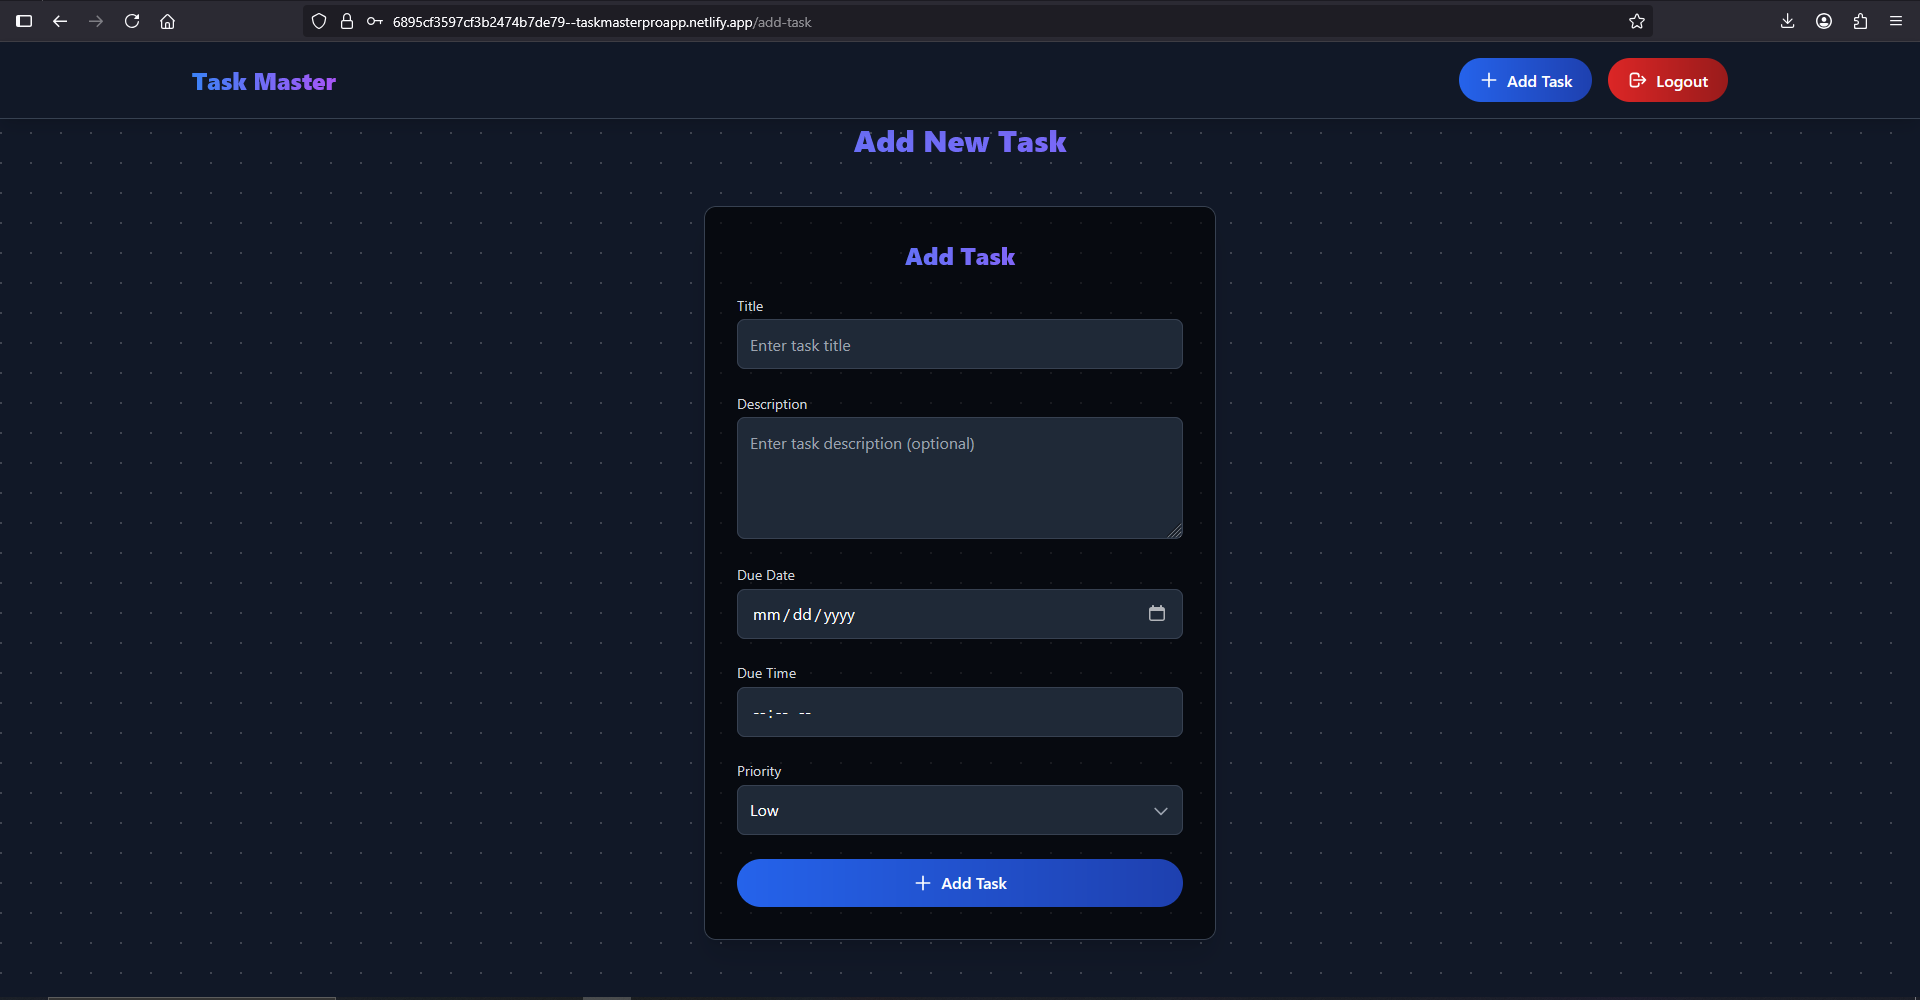 6895cf3597cf3b2474b7de79--taskmasterproapp.netlify.app/add-task
Task Master
Add Task
Logout
Add New Task
Add Task
Title
Enter task title
Description
Enter task description (optional)
Due Date
mm/dd/yyyy
Due Time
--:-- --
Priority
Low
Add Task